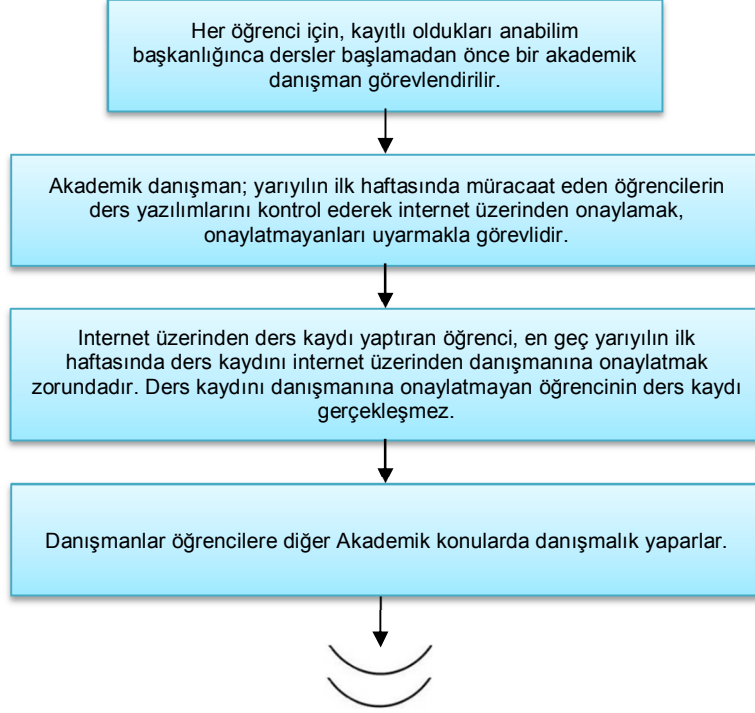 Her öğrenci için, kayıtlı oldukları anabilim
başkanlığınca dersler başlamadan önce bir akademik
danışman görevlendirilir.
Akademik danışman; yarıyılın ilk haftasında müracaat eden öğrencilerin
ders yazılımlarını kontrol ederek internet üzerinden onaylamak,
onaylatmayanları uyarmakla görevlidir.
Internet üzerinden ders kaydı yaptıran öğrenci, en geç yarıyılın ilk
haftasında ders kaydını internet üzerinden danışmanına onaylatmak
zorundadır. Ders kaydını danışmanına onaylatmayan öğrencinin ders kaydı
gerçekleşmez.
Danışmanlar öğrencilere diğer Akademik konularda danışmalık yaparlar.